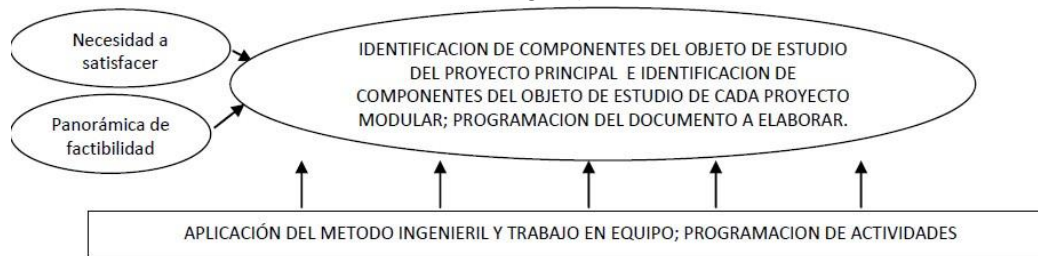 Necesidad a
satisfacer
Panorámica de
factibilidad
IDENTIFICACION DE COMPONENTES DEL OBJETO DE ESTUDIO
DEL PROYECTO PRINCIPAL E IDENTIFICACION DE
COMPONENTES DEL OBJETO DE ESTUDIO DE CADA PROYECTO
MODULAR; PROGRAMACION DEL DOCUMENTO A ELABORAR.
APLICACIÓN DEL METODO INGENIERIL Y TRABAJO EN EQUIPO; PROGRAMACION DE ACTIVIDADES